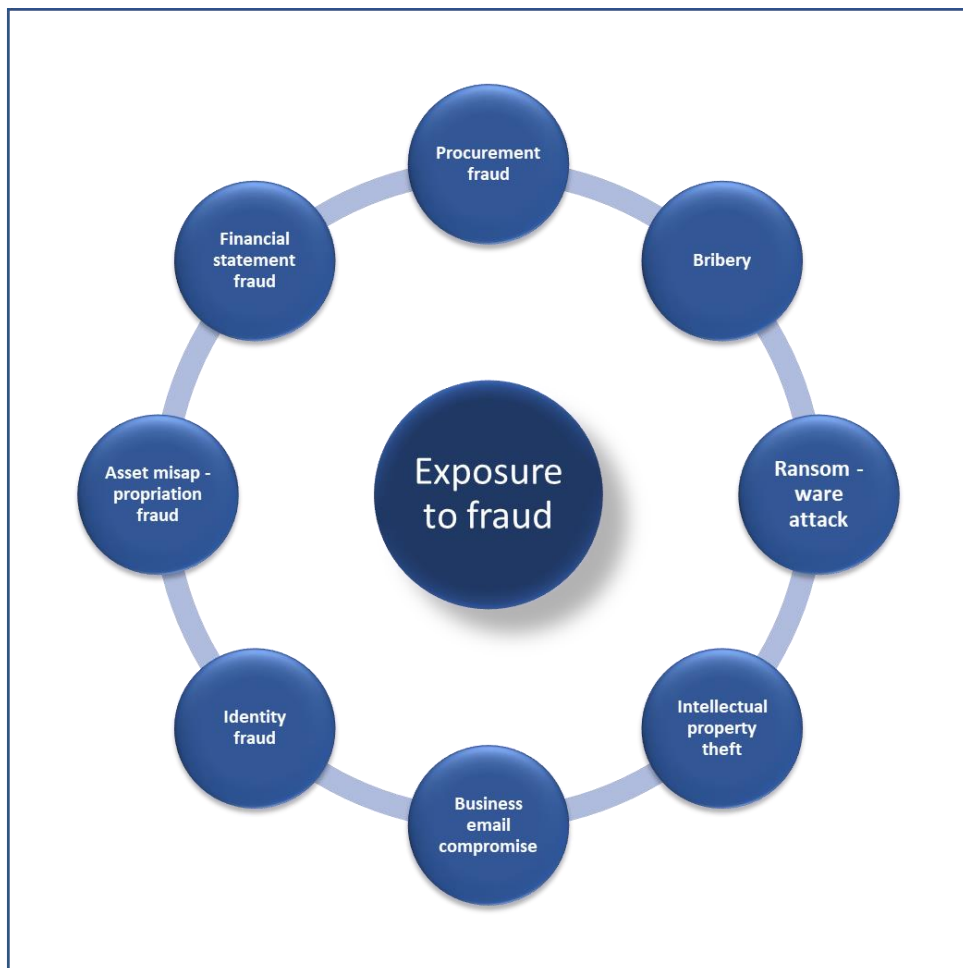 Procurement
fraud
Bribery
Ransom -
ware
attack
Intellectual
property
theft
Business
email
compromise
Identity
fraud
Asset misap -
propriation
fraud
Financial
statement
fraud
Exposure
to fraud